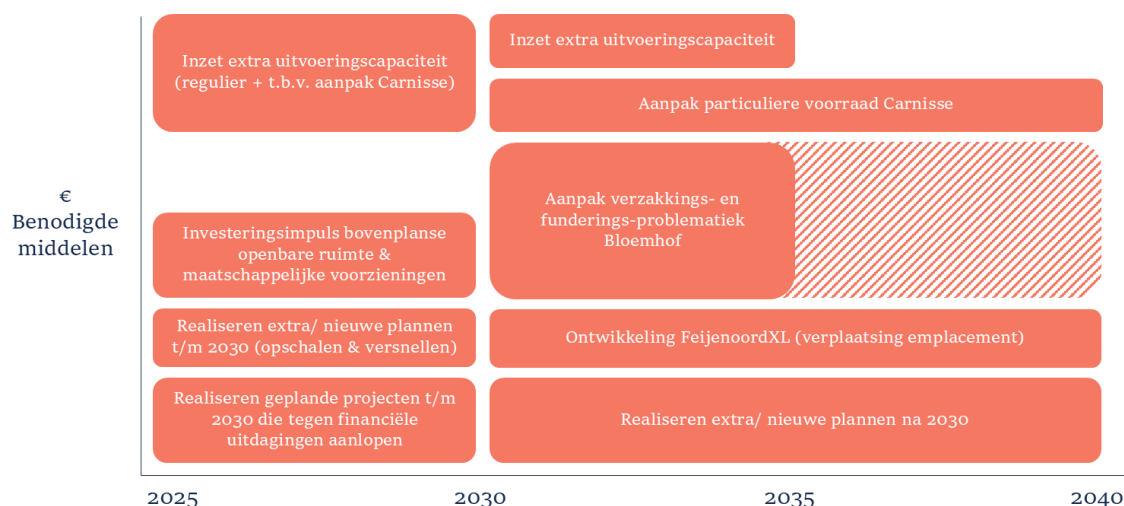 €
Benodigde
middelen
Inzet extra uitvoeringscapaciteit
(regulier + t.b.v. aanpak Carnisse)
Investeringsimpuls bovenplanse
openbare ruimte &
maatschappelijke voorzieningen
Realiseren extra/ nieuwe plannen
t/m 2030 (opschalen & versnellen)
Realiseren geplande projecten t/m
2030 die tegen financiële
uitdagingen aanlopen
Inzet extra uitvoeringscapaciteit
Aanpak particuliere voorraad Carnisse
Aanpak verzakkings- en
funderings-problematiek
Bloemhof
Ontwikkeling FeijenoordXL (verplaatsing emplacement)
Realiseren extra/ nieuwe plannen na 2030
2025 2030 2035 2040